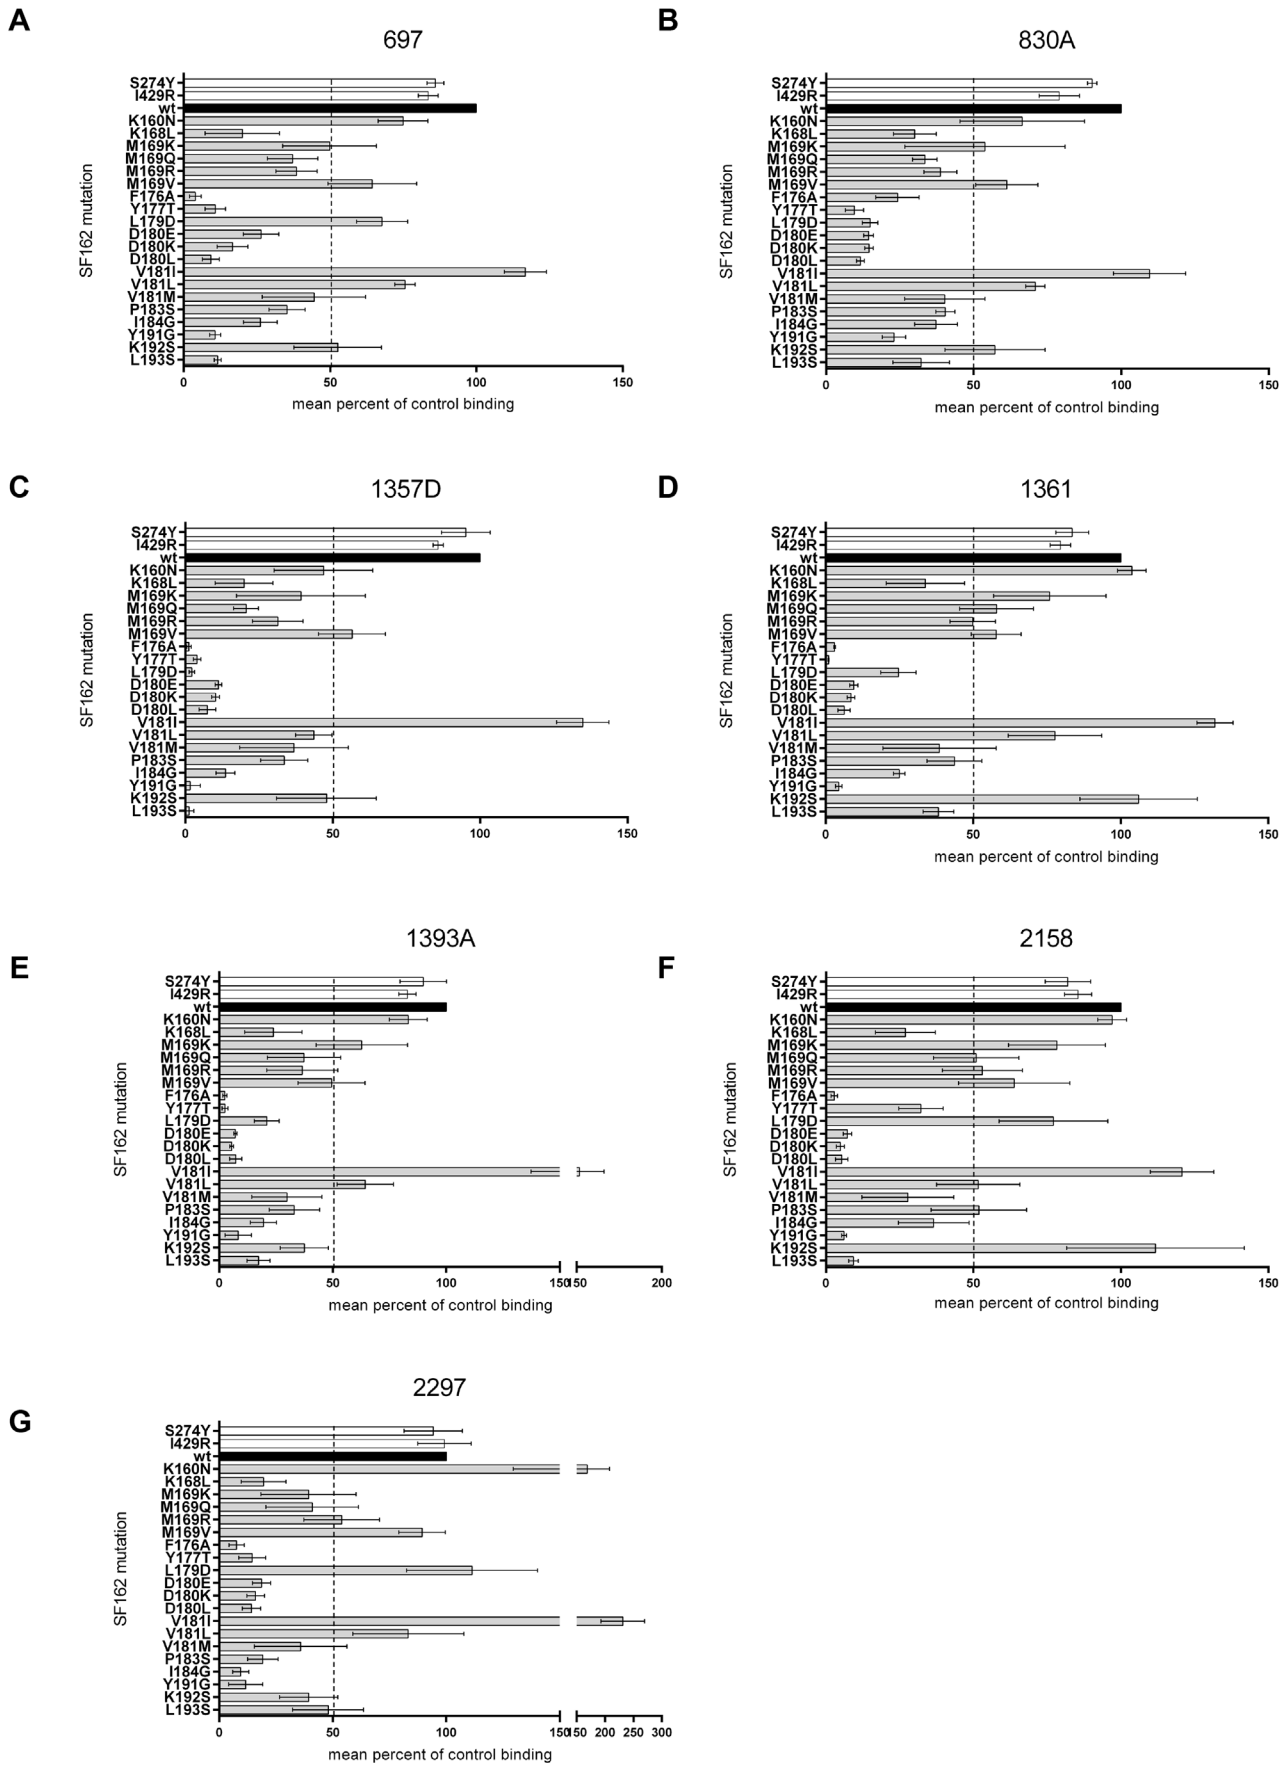 A
697
SF162 mutation
S274Y
I429R
wt
K160N
K168L
M169K
M169Q
M169R
M169V
F176A
Y177T
L179D
D180E
D180K
D180L
V181I
V181L
V181M
P183S
I184G
Y191G
K192S
L193S
0 50 100 150
mean percent of control binding
B
830A
SF162 mutation
S274Y
I429R
wt
K160N
K168L
M169K
M169Q
M169R
M169V
F176A
Y177T
L179D
D180E
D180K
D180L
V181I
V181L
V181M
P183S
I184G
Y191G
K192S
L193S
0 50 100 150
mean percent of control binding
C
1357D
SF162 mutation
S274Y
I429R
wt
K160N
K168L
M169K
M169Q
M169R
M169V
F176A
Y177T
L179D
D180E
D180K
D180L
V181I
V181L
V181M
P183S
I184G
Y191G
K192S
L193S
0 50 100 150
mean percent of control binding
D
1361
SF162 mutation
S274Y
I429R
wt
K160N
K168L
M169K
M169Q
M169R
M169V
F176A
Y177T
L179D
D180E
D180K
D180L
V181I
V181L
V181M
P183S
I184G
Y191G
K192S
L193S
0 50 100 150
mean percent of control binding
E
1393A
SF162 mutation
S274Y
I429R
wt
K160N
K168L
M169K
M169Q
M169R
M169V
F176A
Y177T
L179D
D180E
D180K
D180L
V181I
V181L
V181M
P183S
I184G
Y191G
K192S
L193S
0 50 100 150 150 200
mean percent of control binding
F
2158
SF162 mutation
S274Y
I429R
wt
K160N
K168L
M169K
M169Q
M169R
M169V
F176A
Y177T
L179D
D180E
D180K
D180L
V181I
V181L
V181M
P183S
I184G
Y191G
K192S
L193S
0 50 100 150
mean percent of control binding
G
2297
SF162 mutation
S274Y
I429R
wt
K160N
K168L
M169K
M169Q
M169R
M169V
F176A
Y177T
L179D
D180E
D180K
D180L
V181I
V181L
V181M
P183S
I184G
Y191G
K192S
L193S
0 50 100 150 150 200 250 300
mean percent of control binding